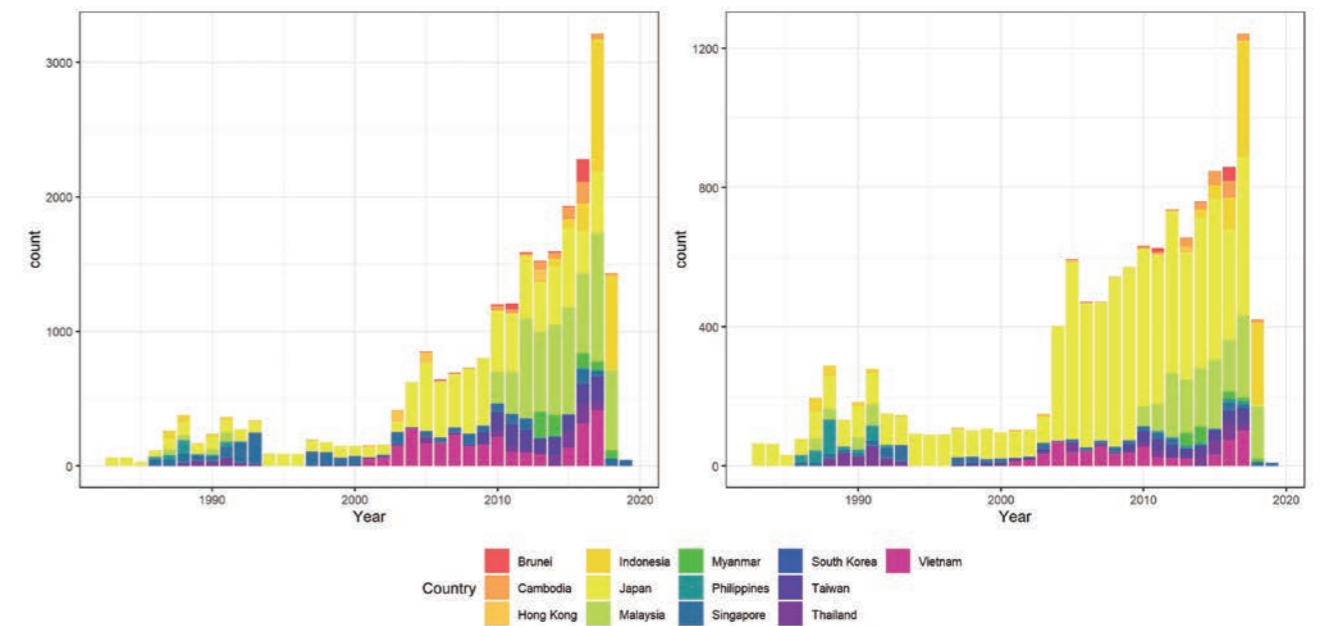 3000
2000
1000
0
count
1990
2000
2010
2020
Year
1200
800
400
0
count
1990
2000
2010
2020
Year
Country
Brunei
Indonesia
Myanmar
South Korea
Vietnam
Cambodia
Japan
Philippines
Taiwan
Hong Kong
Malaysia
Singapore
Thailand